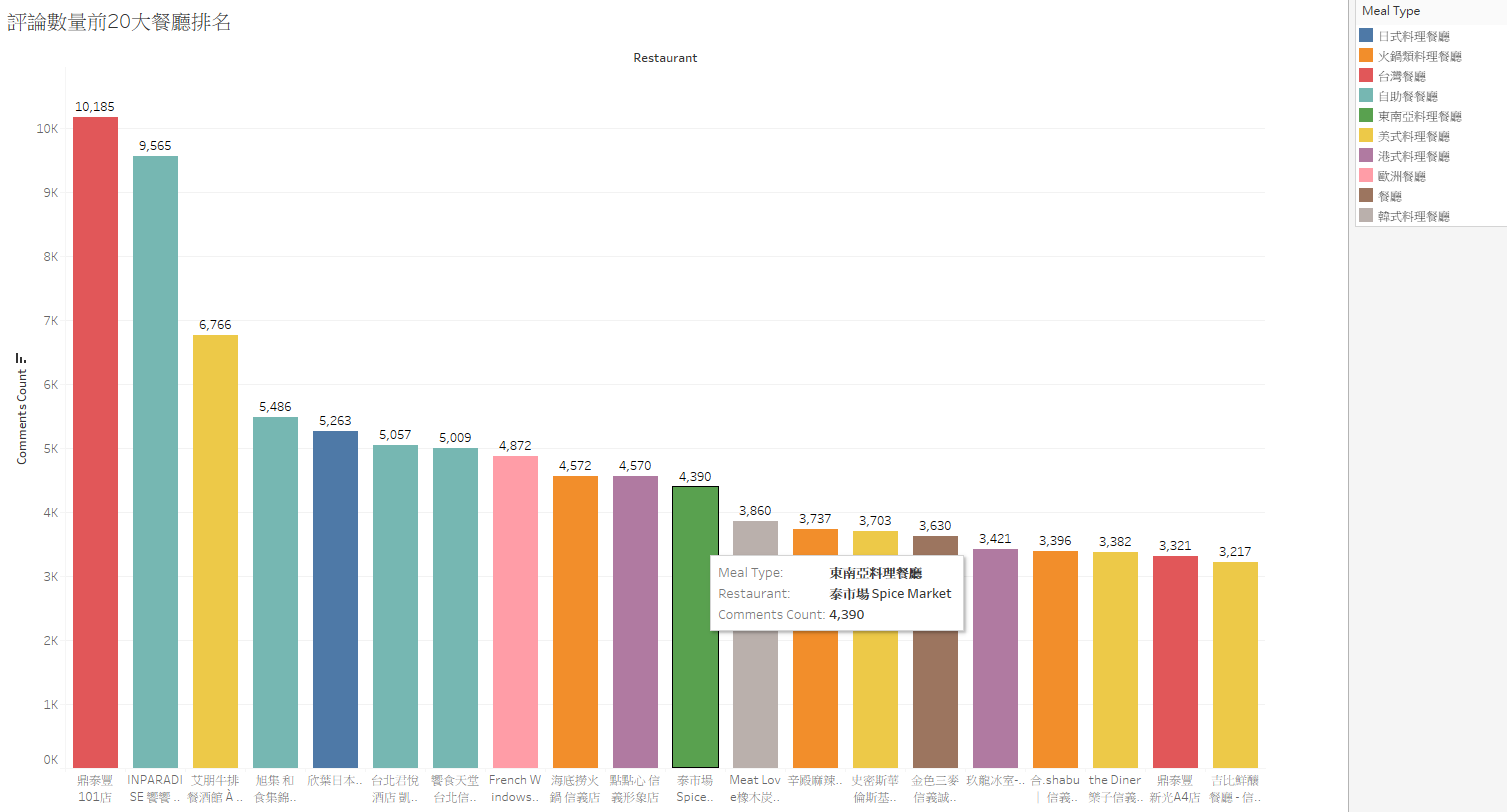 評論數量前20大餐廳排名
Restaurant
Comments Count
10K
9K
8K
7K
6K
5K
4K
3K
2K
1K
0K
10,185
9,565
6,766
5,486
5,263
5,057
5,009
4,872
4,572
4,570
4,390
3,860
3,737
3,703
3,630
3,421
3,396
3,382
3,321
3,217
Meal Type: 東南亞料理餐廳
Restaurant: 泰市場 Spice Market
Comments Count: 4,390
鼎泰豐
101店
INPARADI
SE 饗饗 ..
艾朋牛排
餐酒館 À ..
旭集 和
食集錦..
欣葉日本..
台北君悅
酒店 凱..
饗食天堂
台北信..
French W
indows..
海底撈火
鍋 信義店
點點心 信
義形象店
泰市場
Spice..
Meat Lov
e橡木炭..
辛殿麻辣..
史密斯華
倫斯基..
金色三麥
信義誠..
玖龍冰室-..
合.shabu
｜ 信義..
the Diner
樂子信義..
鼎泰豐
新光A4店
吉比鮮釀
餐廳 - 信..
Meal Type
日式料理餐廳
火鍋類料理餐廳
台灣餐廳
自助餐餐廳
東南亞料理餐廳
美式料理餐廳
港式料理餐廳
歐洲餐廳
餐廳
韓式料理餐廳